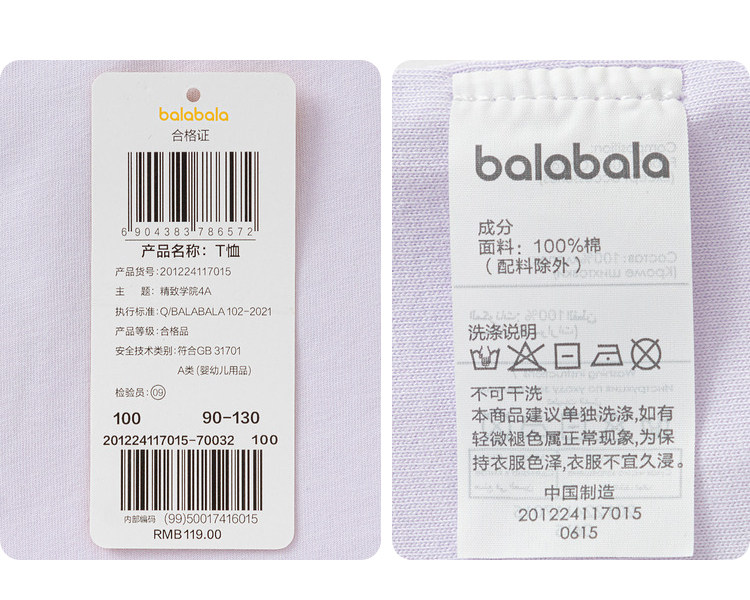 balabala
合格证
6 904383 786572
产品名称：T恤
产品货号：201224117015
主　题：精致学院4A
执行标准：Q/BALABALA 102-2021
产品等级：合格品
安全技术类别：符合GB 31701
A类（婴幼儿用品）
检验员：09
100 90-130
201224117015-70032 100
内部编码 (99)50017416015
RMB119.00
balabala
成分
面料：100%棉
（配料除外）
洗涤说明
不可干洗
本商品建议单独洗涤，如有
轻微褪色属正常现象，为保
持衣服色泽，衣服不宜久浸。
中国制造
201224117015
0615